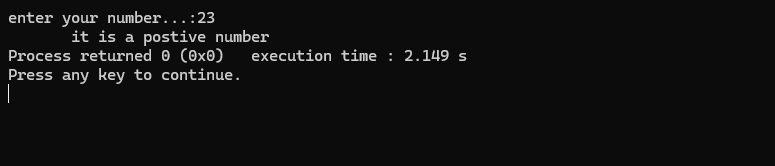 enter your number...:23
it is a postive number
Process returned 0 (0x0)   execution time : 2.149 s
Press any key to continue.